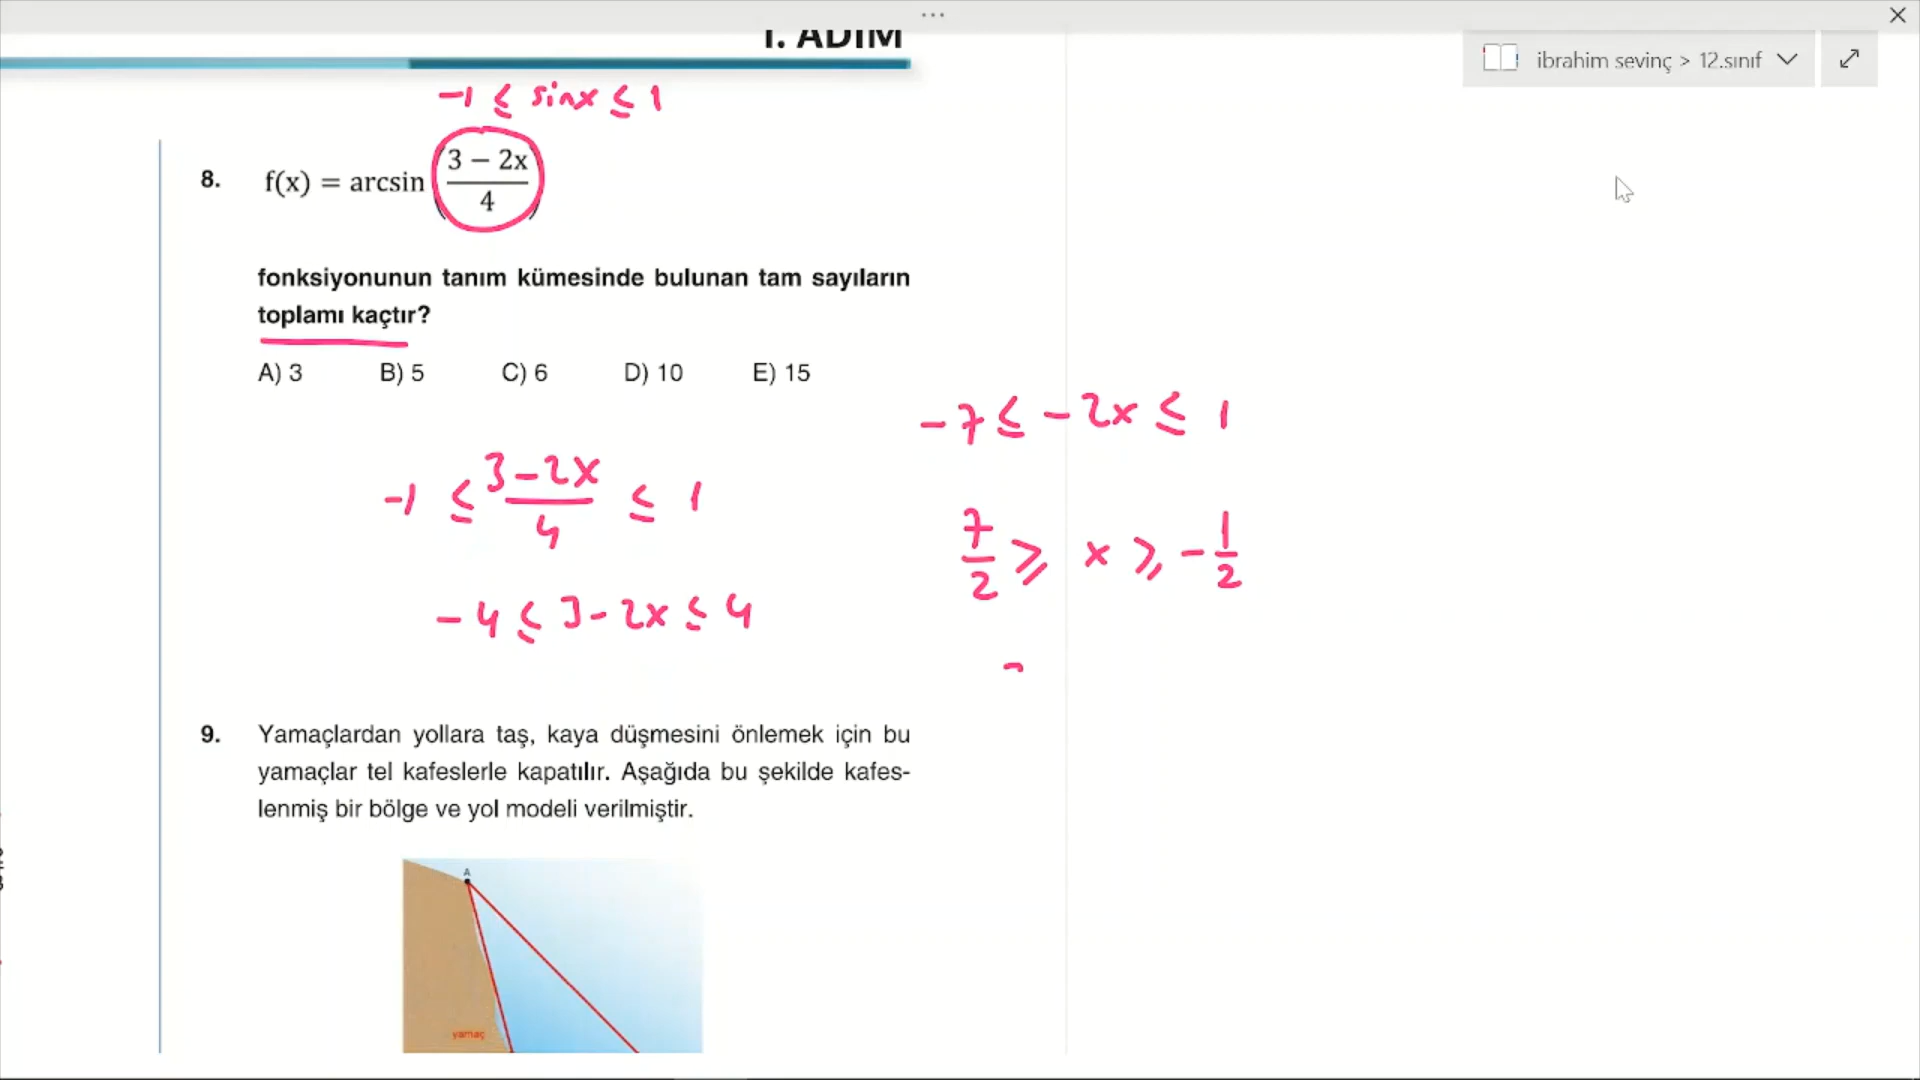 1. ADIM
ibrahim sevinç > 12.sınıf
-1 ≤ sinx ≤ 1
8. f(x) = arcsin (3 − 2x / 4)
fonksiyonunun tanım kümesinde bulunan tam sayıların
toplamı kaçtır?
A) 3 B) 5 C) 6 D) 10 E) 15
-1 ≤ 3-2x / 4 ≤ 1
-4 ≤ 3-2x ≤ 4
-7 ≤ -2x ≤ 1
7/2 ≥ x ≥ -1/2
9. Yamaçlardan yollara taş, kaya düşmesini önlemek için bu
yamaçlar tel kafeslerle kapatılır. Aşağıda bu şekilde kafes-
lenmiş bir bölge ve yol modeli verilmiştir.
A
yamaç